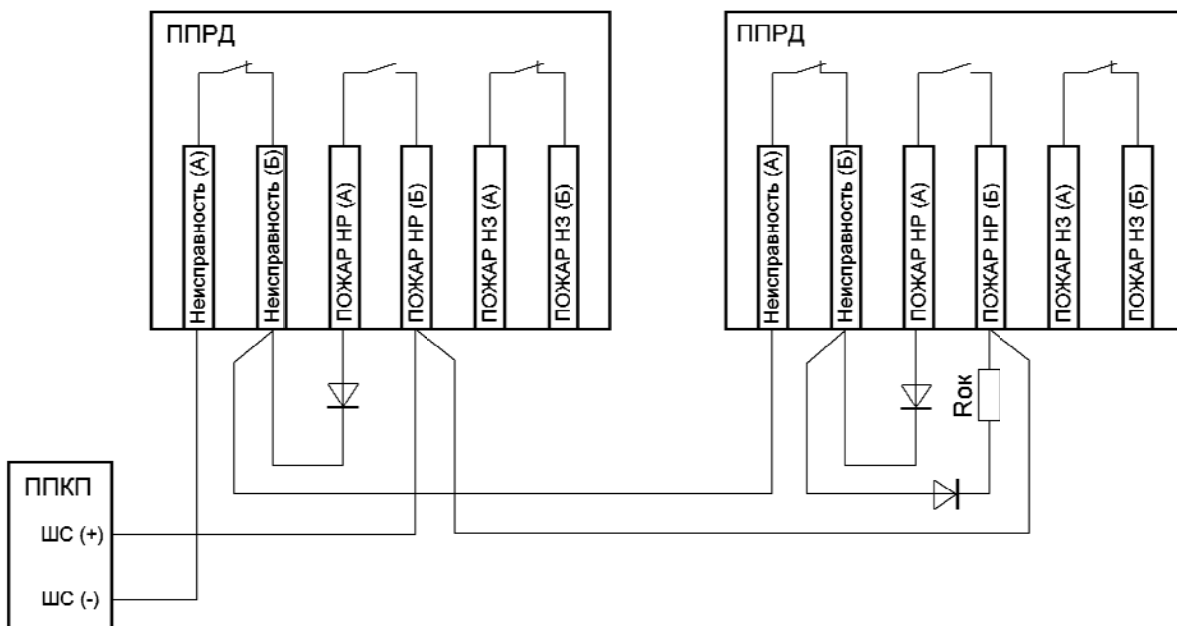 ППРД
Неисправность (А)
Неисправность (Б)
ПОЖАР НР (А)
ПОЖАР НР (Б)
ПОЖАР НЗ (А)
ПОЖАР НЗ (Б)
ППРД
Неисправность (А)
Неисправность (Б)
ПОЖАР НР (А)
ПОЖАР НР (Б)
ПОЖАР НЗ (А)
ПОЖАР НЗ (Б)
Rок
ППКП
ШС (+)
ШС (-)